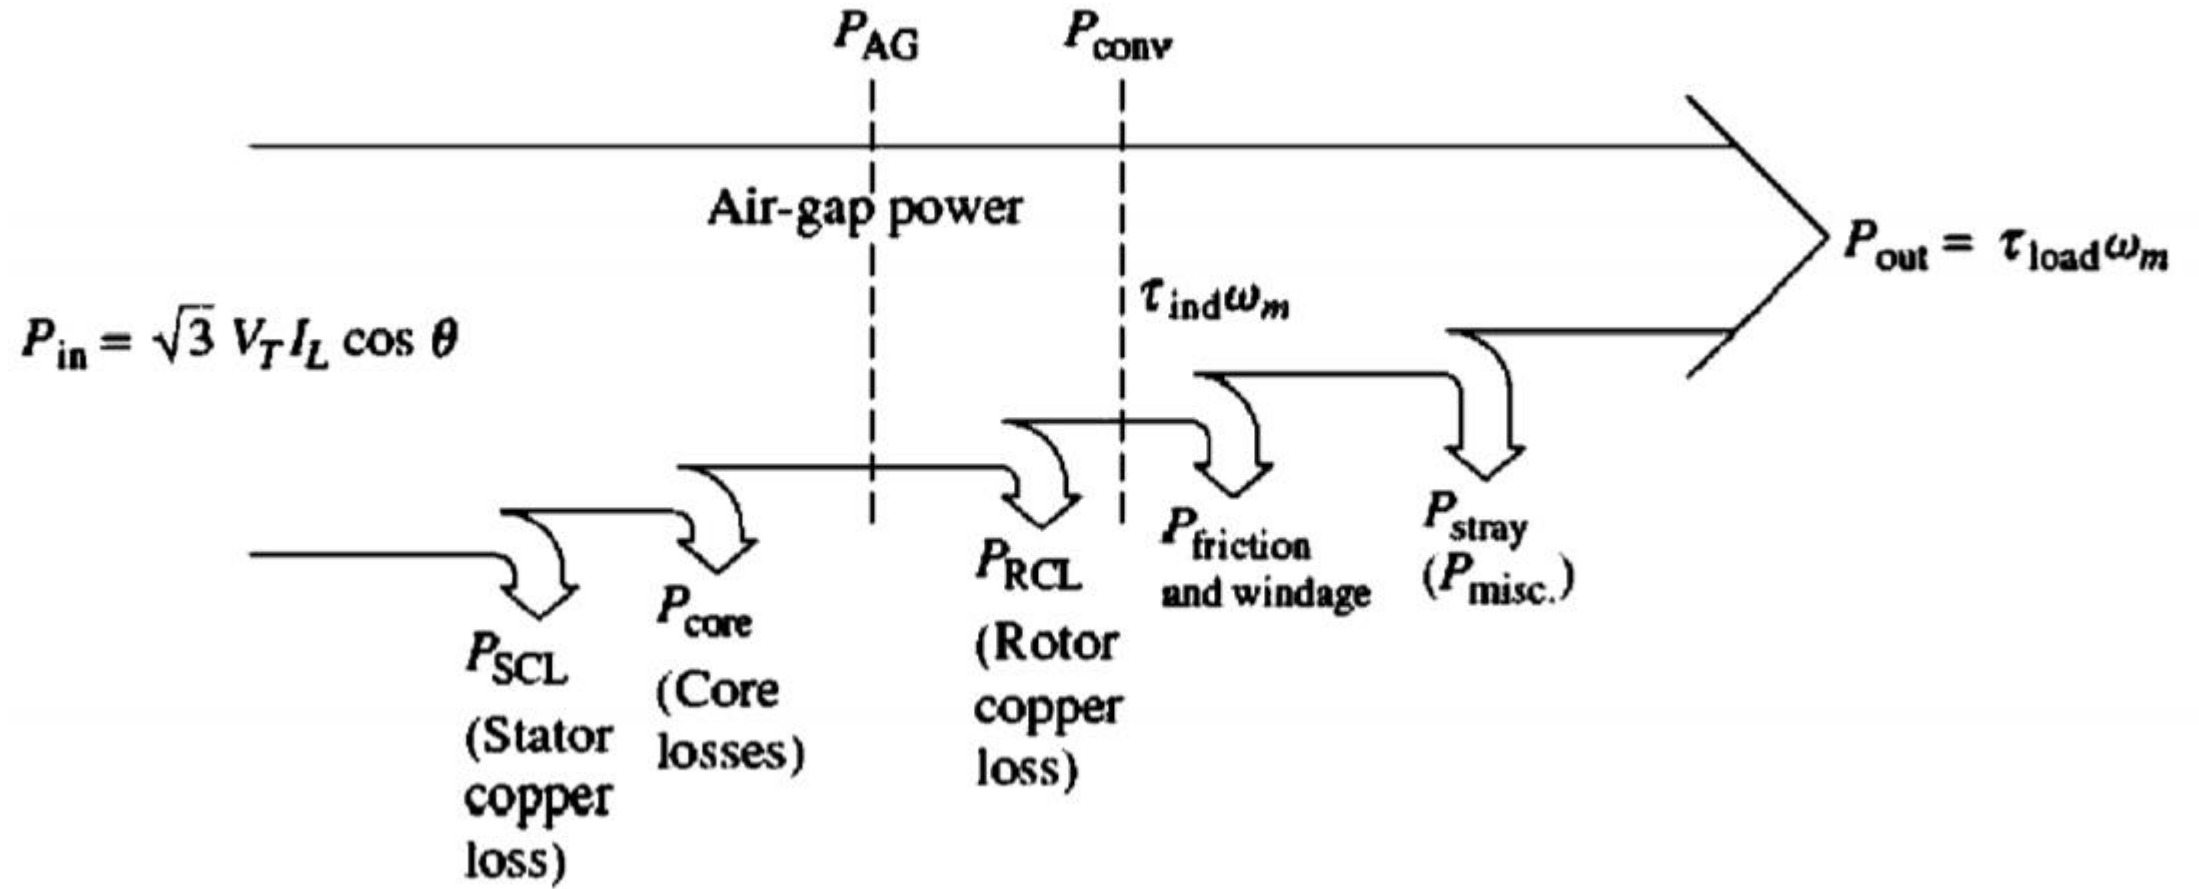 P_AG
P_conv
Air-gap power
P_out = τ_load ω_m
τ_ind ω_m
P_in = √3 V_T I_L cos θ
P_SCL
(Stator
copper
loss)
P_core
(Core
losses)
P_RCL
(Rotor
copper
loss)
P_friction
and windage
P_stray
(P_misc.)